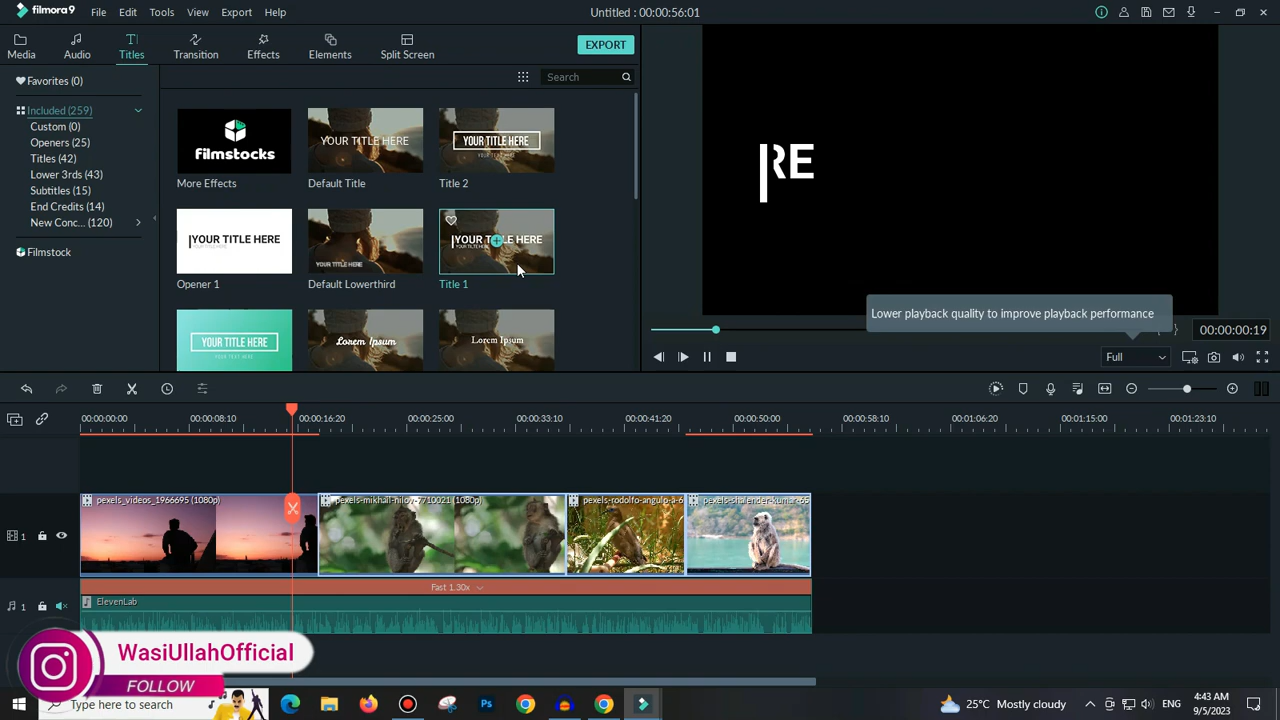 filmora 9
File Edit Tools View Export Help
Untitled : 00:00:56:01
Media Audio Titles Transition Effects Elements Split Screen
EXPORT
Favorites (0)
Included (259)
Custom (0)
Openers (25)
Titles (42)
Lower 3rds (43)
Subtitles (15)
End Credits (14)
New Conc... (120)
Filmstock
Search
filmstocks
More Effects
YOUR TITLE HERE
Default Title
YOUR TITLE HERE
Title 2
YOUR TITLE HERE
Opener 1
YOUR TITLE HERE
Default Lowerthird
YOUR TITLE HERE
Title 1
YOUR TITLE HERE
Lorem Ipsum
Lorem Ipsum
RE
Lower playback quality to improve playback performance
00:00:00:19
Full
00:00:00:00 00:00:08:10 00:00:16:20 00:00:25:00 00:00:33:10 00:00:41:20 00:00:50:00 00:00:58:10 00:01:06:20 00:01:15:00 00:01:23:10
pexels_videos_1966695 (1080p)
pexels-mikhail-nilov-7710021 (1080p)
pexels-rodolfo-angulo-a-6
1
Fast 1.30x
1
ElevenLab
WasiUllahOfficial
FOLLOW
Type here to search
25°C Mostly cloudy
ENG
4:43 AM
9/5/2023